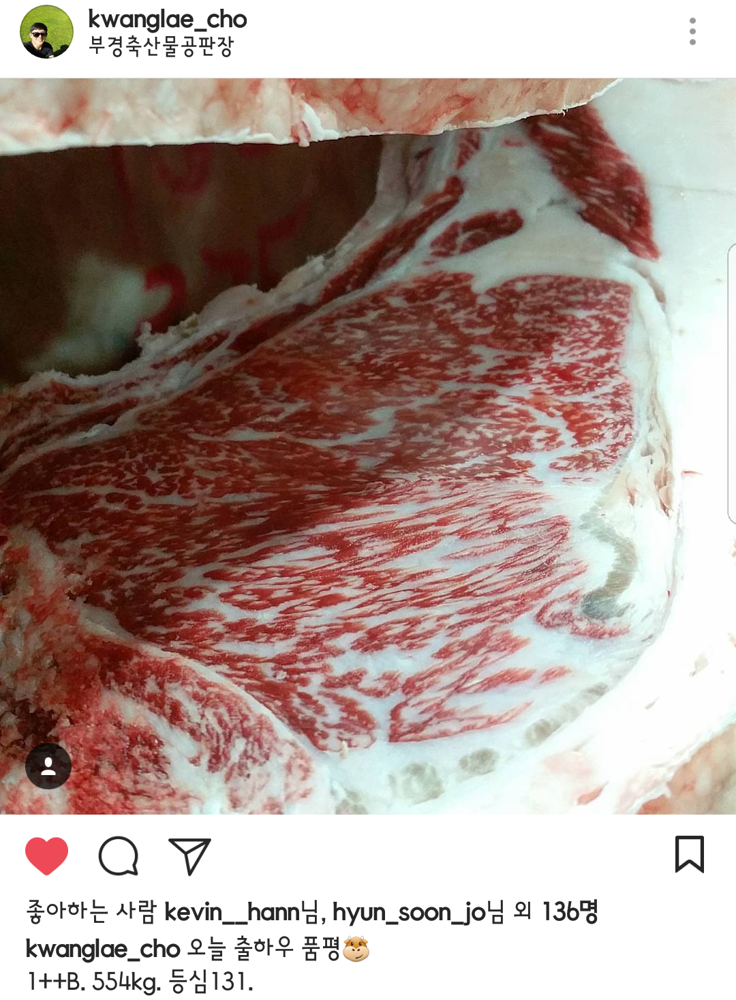 kwanglae_cho
부경축산물공판장
좋아하는 사람 kevin__hann님, hyun_soon_jo님 외 136명
kwanglae_cho 오늘 출하우 품평🐮
1++B. 554kg. 등심131.